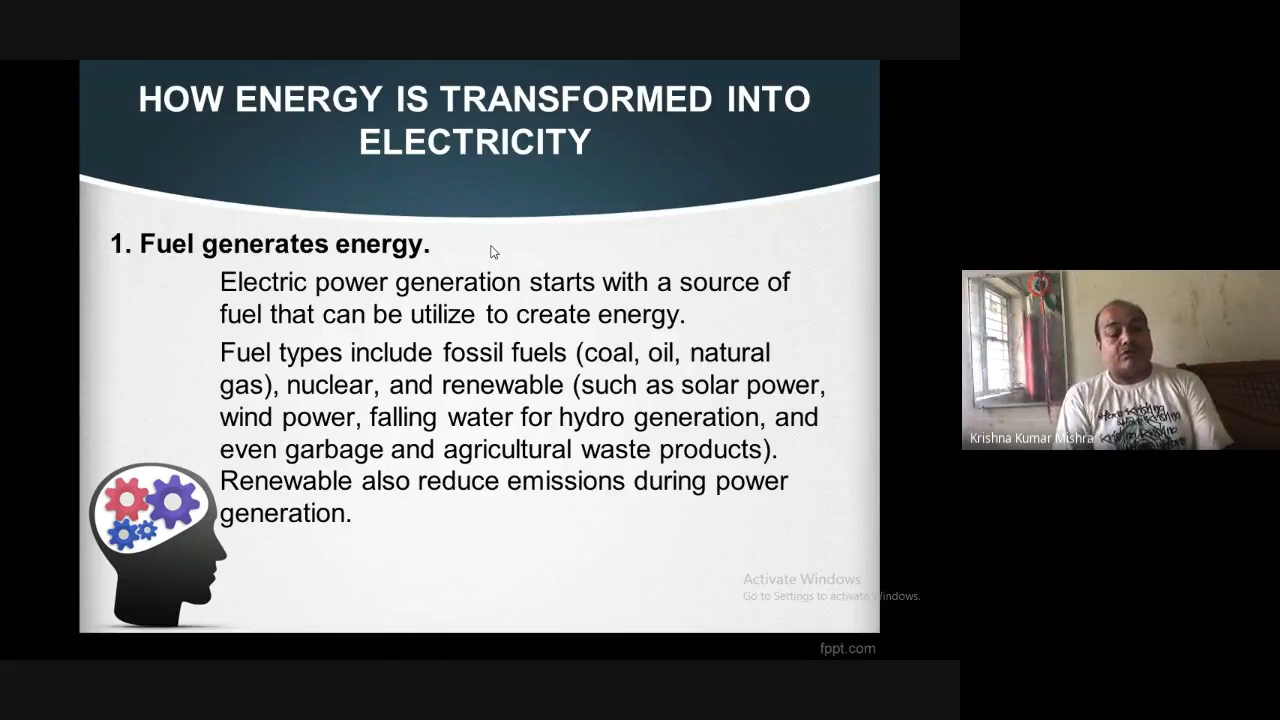 HOW ENERGY IS TRANSFORMED INTO
ELECTRICITY
1. Fuel generates energy.
Electric power generation starts with a source of
fuel that can be utilize to create energy.
Fuel types include fossil fuels (coal, oil, natural
gas), nuclear, and renewable (such as solar power,
wind power, falling water for hydro generation, and
even garbage and agricultural waste products).
Renewable also reduce emissions during power
generation.
Activate Windows
Go to Settings to activate Windows.
fppt.com
Krishna Kumar Mishra